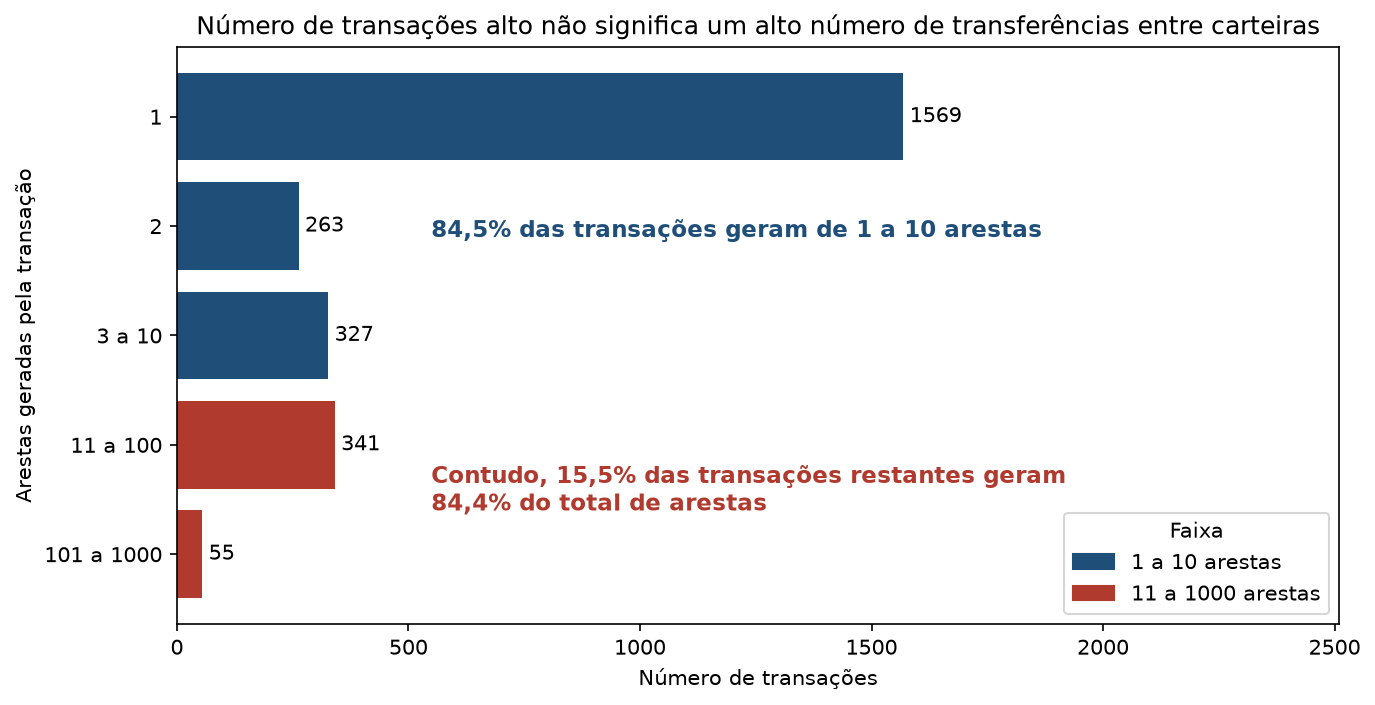 Número de transações alto não significa um alto número de transferências entre carteiras
Arestas geradas pela transação
1
1569
2
263
84,5% das transações geram de 1 a 10 arestas
3 a 10
327
11 a 100
341
Contudo, 15,5% das transações restantes geram
84,4% do total de arestas
101 a 1000
55
Faixa
1 a 10 arestas
11 a 1000 arestas
0
500
1000
1500
2000
2500
Número de transações